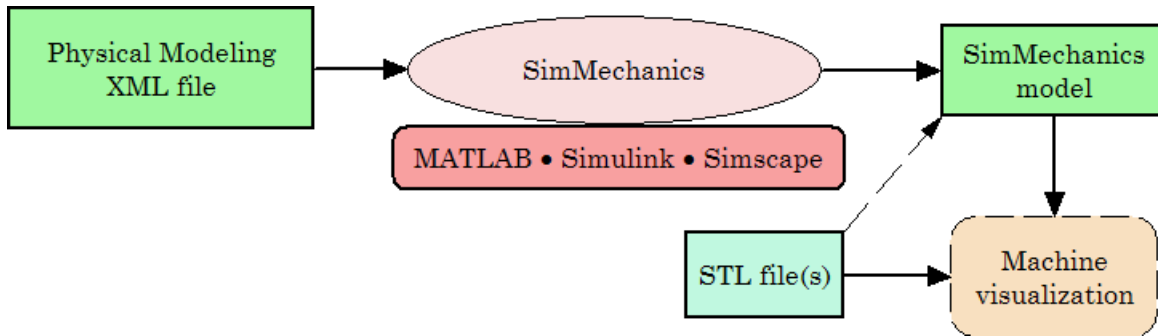 Physical Modeling
XML file
SimMechanics
SimMechanics
model
MATLAB • Simulink • Simscape
STL file(s)
Machine
visualization